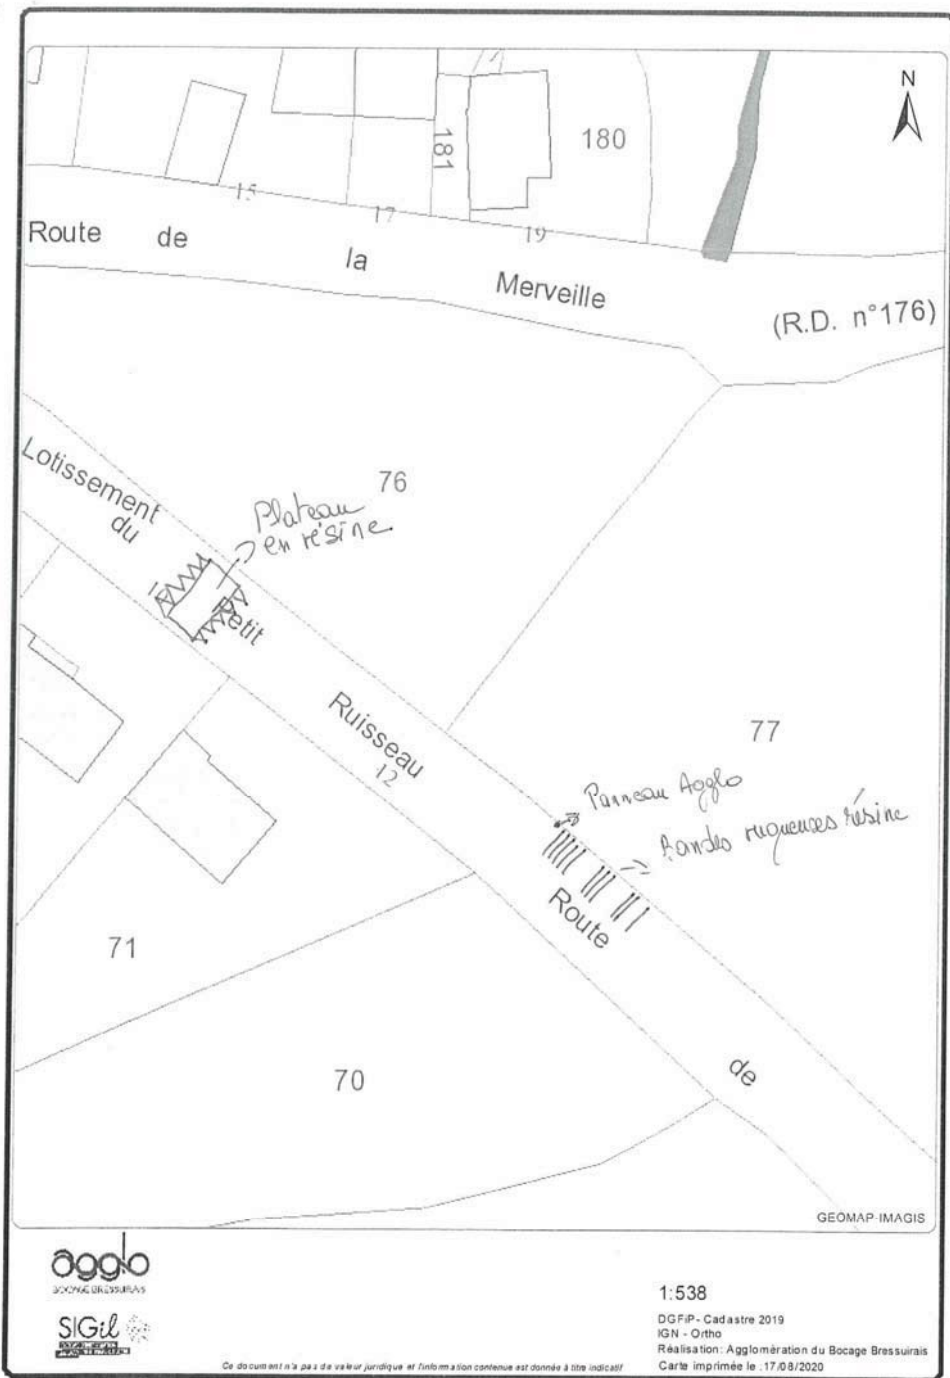 N
180
181
15
17
19
Route de la Merveille (R.D. n°176)
Lotissement du Petit Ruisseau
76
Plateau
en résine
10
12
77
Panneau Agglo
Bandes rugueuses résine
Route de
71
70
GEOMAP-IMAGIS
agglo
BOCAGE BRESSUIRAIS
SIGil
1:538
DGFiP - Cadastre 2019
IGN - Ortho
Réalisation: Agglomération du Bocage Bressuirais
Carte imprimée le :17/08/2020
Ce document n'a pas de valeur juridique et l'information contenue est donnée à titre indicatif